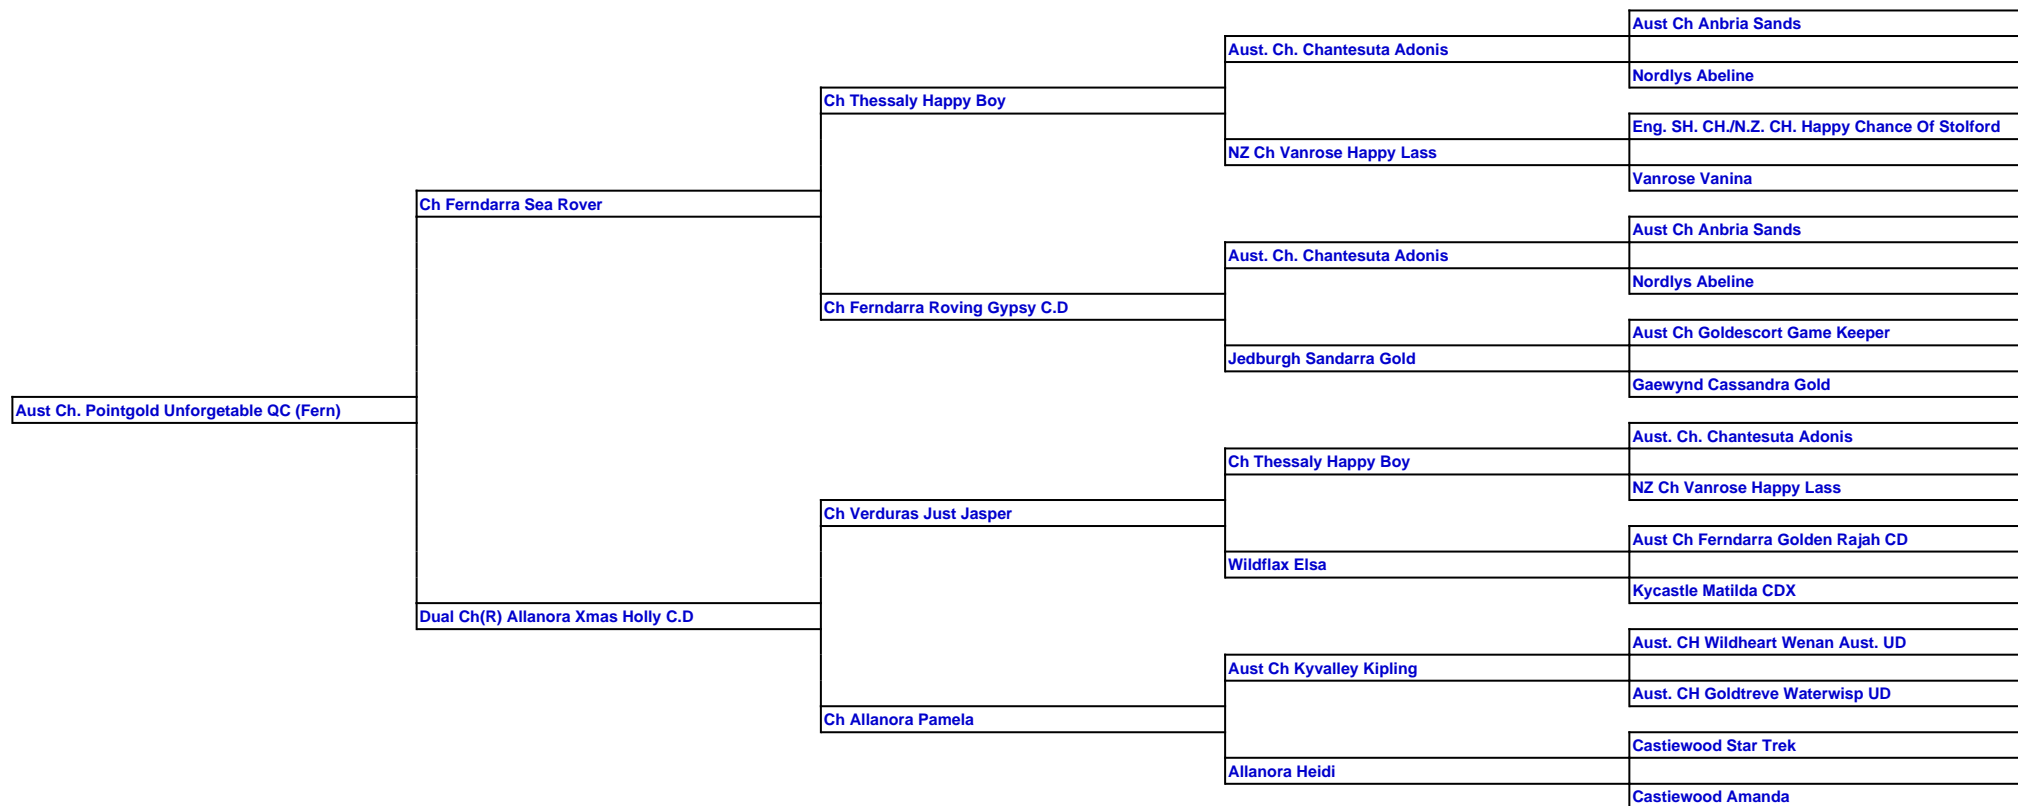 Aust Ch Anbria Sands
Aust. Ch. Chantesuta Adonis
Nordlys Abeline
Ch Thessaly Happy Boy
Eng. SH. CH./N.Z. CH. Happy Chance Of Stolford
NZ Ch Vanrose Happy Lass
Vanrose Vanina
Ch Ferndarra Sea Rover
Aust Ch Anbria Sands
Aust. Ch. Chantesuta Adonis
Nordlys Abeline
Ch Ferndarra Roving Gypsy C.D
Aust Ch Goldescort Game Keeper
Jedburgh Sandarra Gold
Gaewynd Cassandra Gold
Aust Ch. Pointgold Unforgetable QC (Fern)
Aust. Ch. Chantesuta Adonis
Ch Thessaly Happy Boy
NZ Ch Vanrose Happy Lass
Ch Verduras Just Jasper
Aust Ch Ferndarra Golden Rajah CD
Wildflax Elsa
Kycastle Matilda CDX
Dual Ch(R) Allanora Xmas Holly C.D
Aust. CH Wildheart Wenan Aust. UD
Aust Ch Kyvalley Kipling
Aust. CH Goldtreve Waterwisp UD
Ch Allanora Pamela
Castiewood Star Trek
Allanora Heidi
Castiewood Amanda